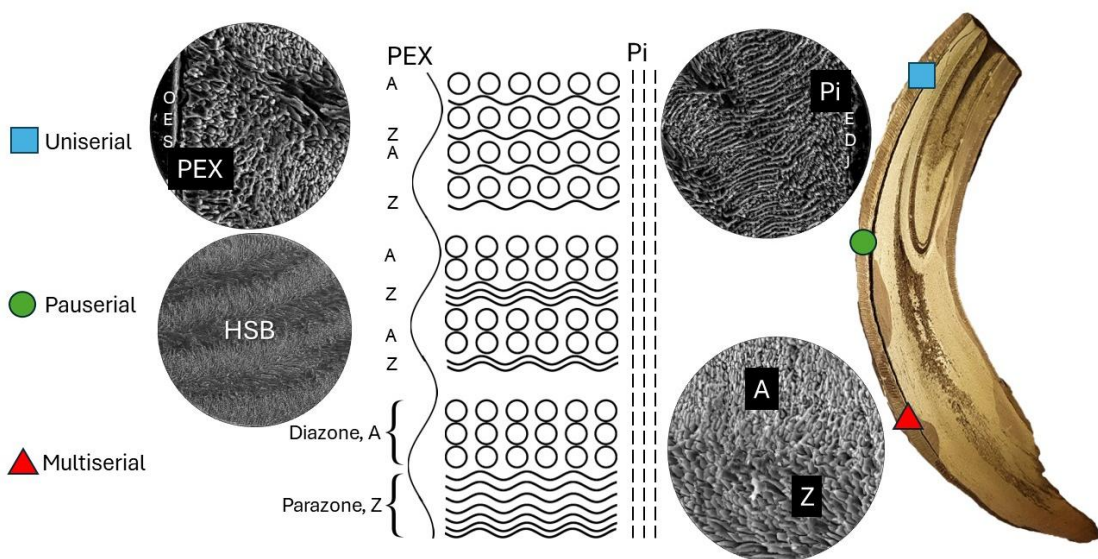 Uniserial
Pauserial
Multiserial
O
E
S
PEX
HSB
PEX
A
Z
A
Z
A
Z
A
Z
Diazone, A
Parazone, Z
Pi
Pi
E
D
J
A
Z